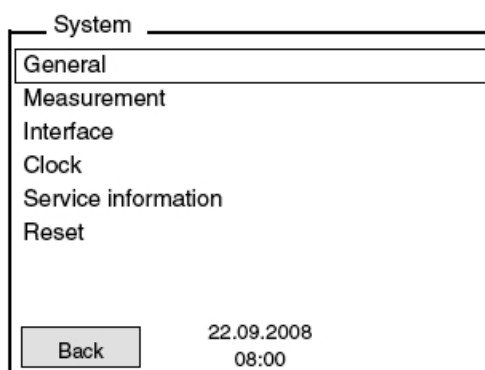 System
General
Measurement
Interface
Clock
Service information
Reset
22.09.2008
Back
08:00